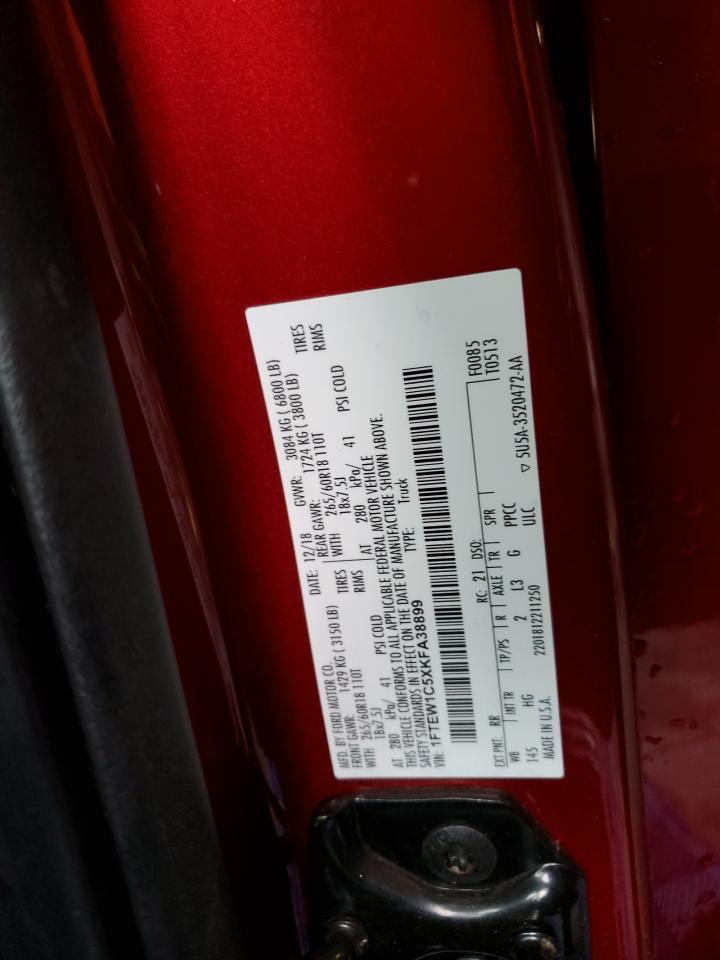 MFD. BY FORD MOTOR CO.
DATE: 12/18 GVWR: 3084 KG ( 6800 LB)
FRONT GAWR: 1429 KG ( 3150 LB) REAR GAWR: 1724 KG ( 3800 LB)
WITH 265/60R18 110T TIRES WITH 265/60R18 110T TIRES
18x7.5J RIMS 18x7.5J RIMS
AT 280 kPa/ 41 PSI COLD AT 280 kPa/ 41 PSI COLD
THIS VEHICLE CONFORMS TO ALL APPLICABLE FEDERAL MOTOR VEHICLE
SAFETY STANDARDS IN EFFECT ON THE DATE OF MANUFACTURE SHOWN ABOVE.
VIN: 1FTEW1C5XKFA38899 TYPE: Truck
F0085
EXT PNT: RR RC: 21 DSO: T0513
WB INT TR TP/PS R AXLE TR SPR
145 HG 2 L3 G PPCC
MADE IN U.S.A. 2201812211250 ULC ▽ 5U5A-3520472-AA